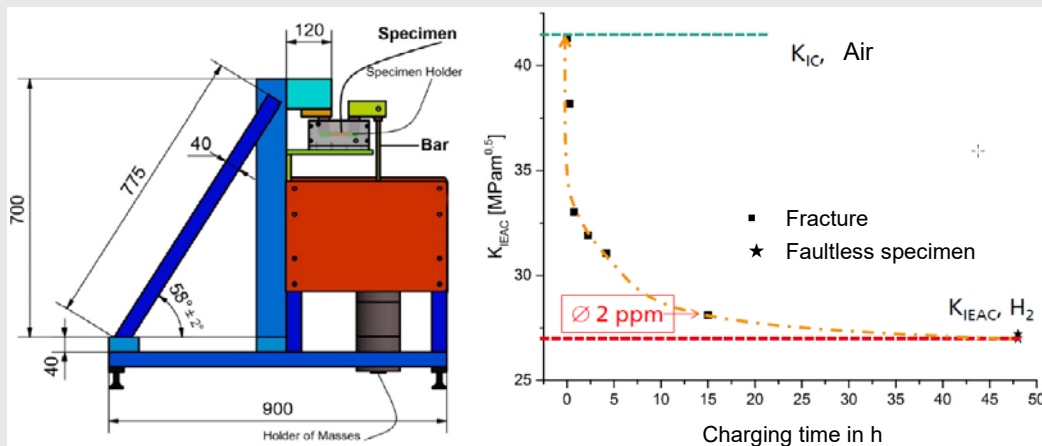 120
Specimen
Specimen Holder
40
Bar
775
700
58° ± 2°
40
900
Holder of Masses
K_IC, Air
40
K_IEAC [MPam^0.5]
35
30
25
■ Fracture
★ Faultless specimen
∅ 2 ppm
K_IEAC, H₂
0 5 10 15 20 25 30 35 40 45 50
Charging time in h